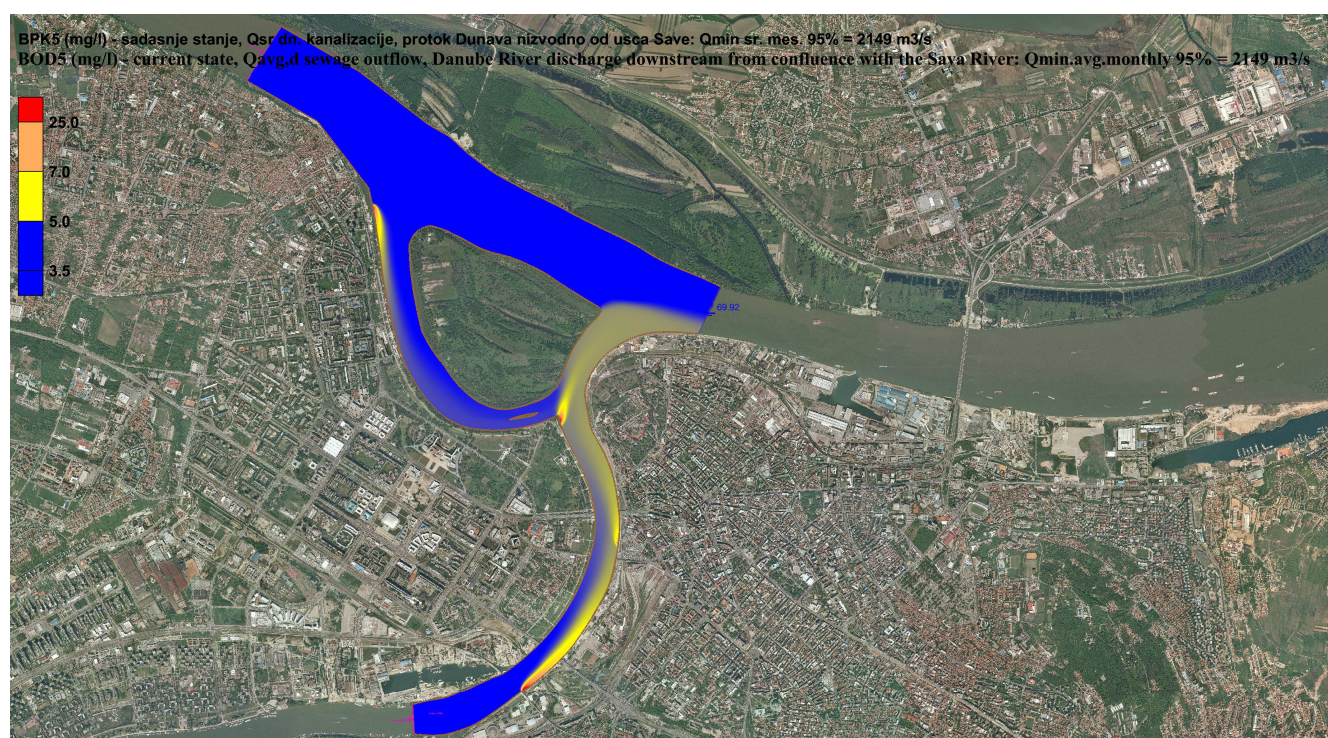 BPK5 (mg/l) - sadasnje stanje, Qsr dn. kanalizacije, protok Dunava nizvodno od usca Save: Qmin sr. mes. 95% = 2149 m3/s
BOD5 (mg/l) - current state, Qavg.d sewage outflow, Danube River discharge downstream from confluence with the Sava River: Qmin.avg.monthly 95% = 2149 m3/s
25.0
7.0
5.0
3.5
69.92